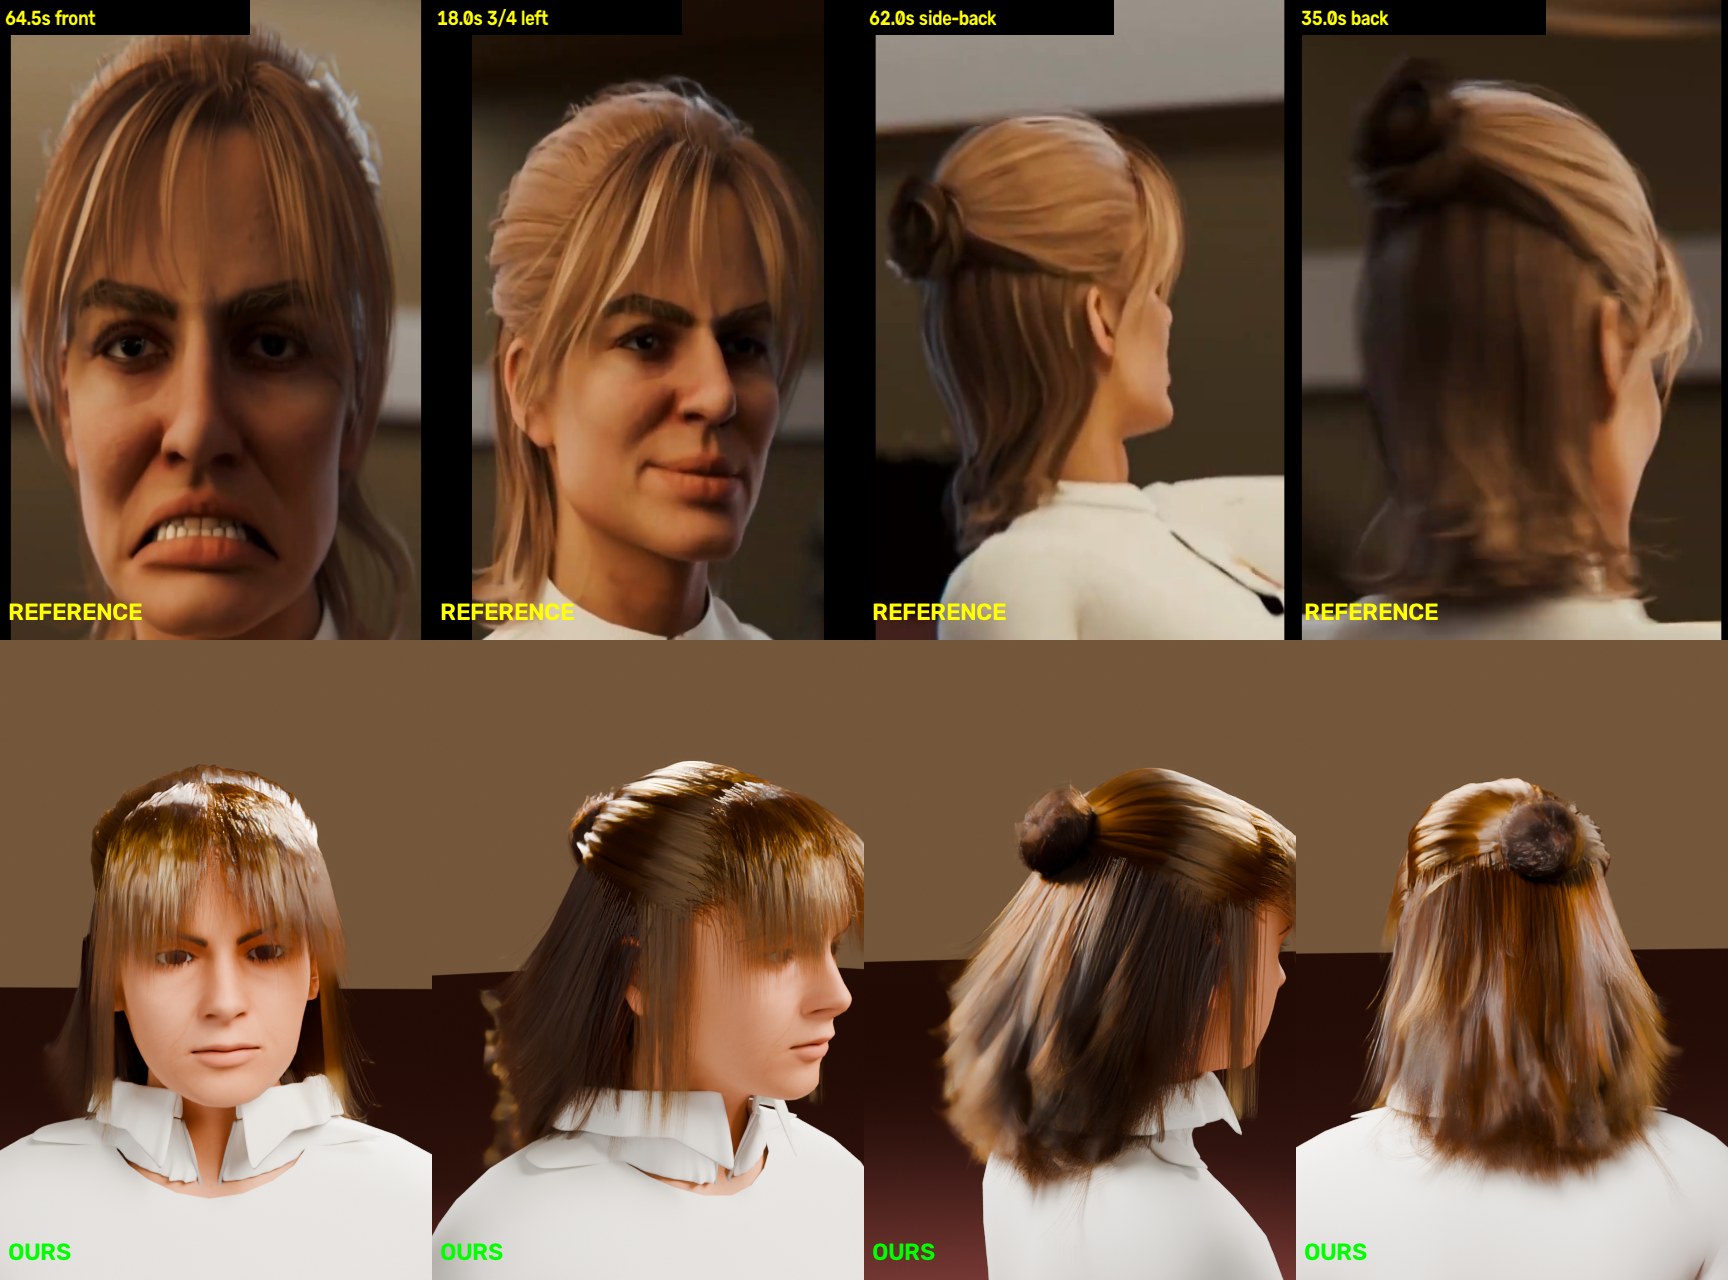 64.5s front
18.0s 3/4 left
62.0s side-back
35.0s back
REFERENCE
REFERENCE
REFERENCE
REFERENCE
OURS
OURS
OURS
OURS